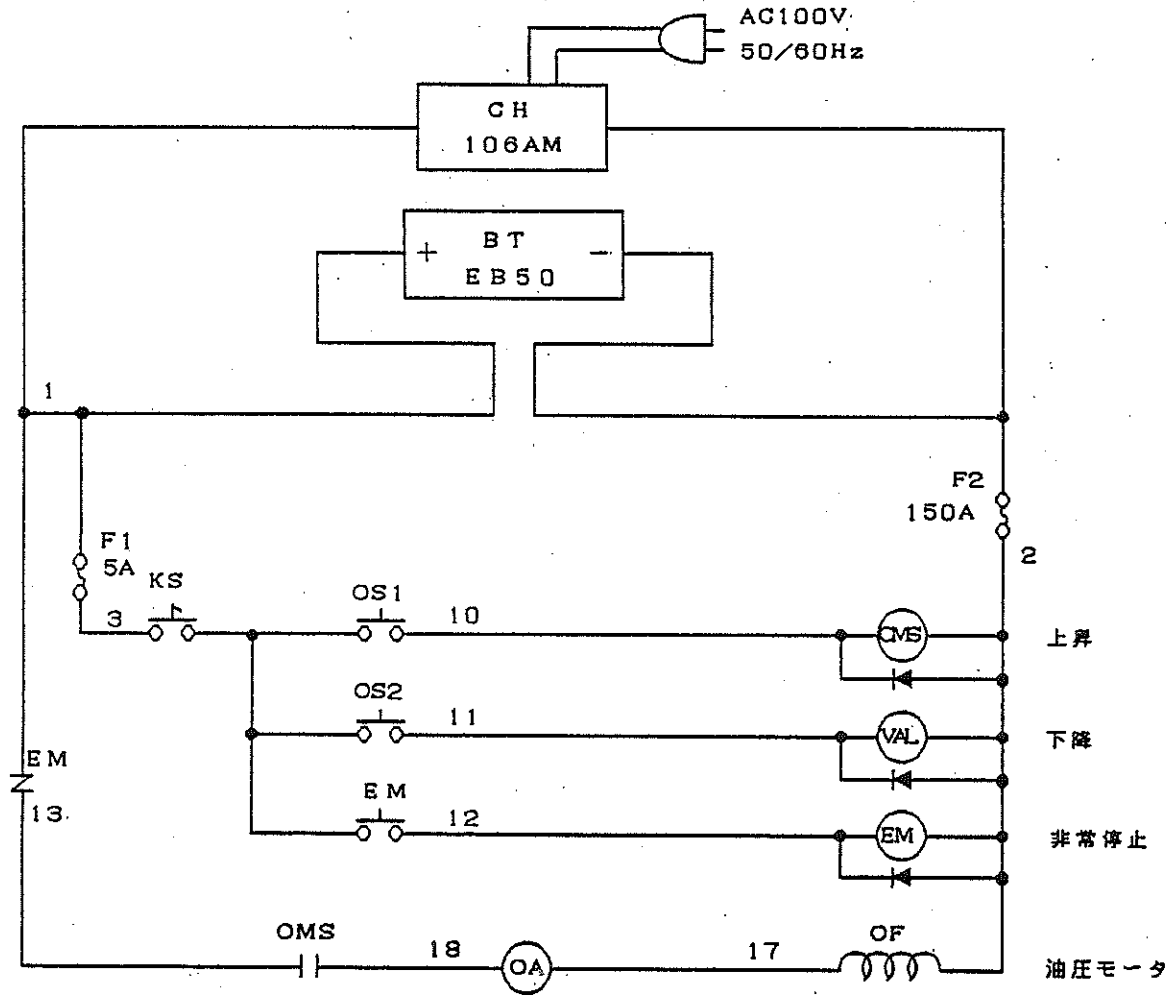 AC100V
50/60Hz
CH
106AM
BT
+ −
EB50
1
F2
150A
2
F1
5A
KS
3
OS1
10
CMS
上昇
OS2
11
VAL
下降
EM
13
EM
12
EM
非常停止
OMS
18
OA
17
OF
油圧モータ